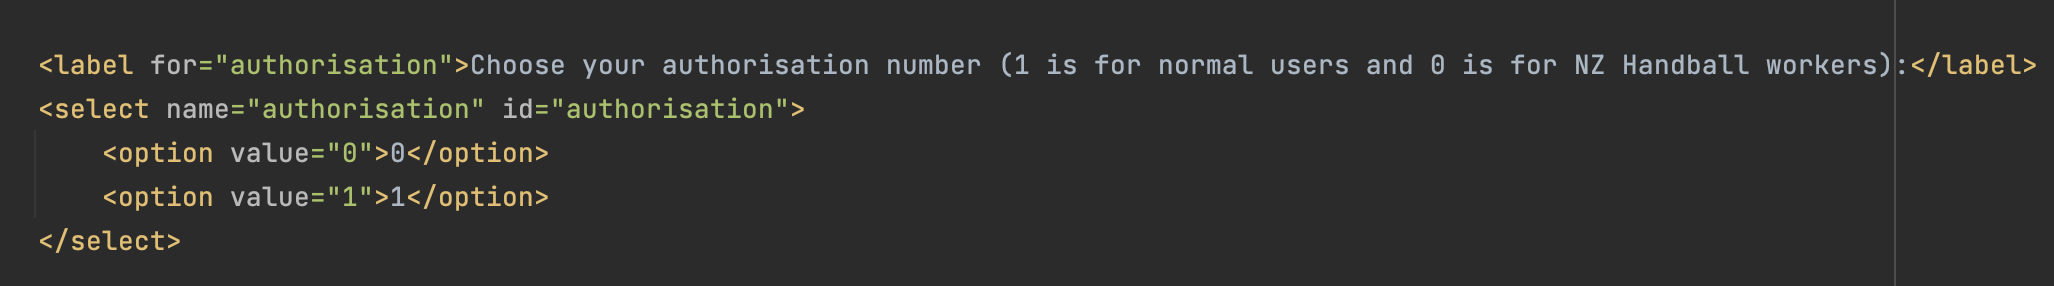 <label for="authorisation">Choose your authorisation number (1 is for normal users and 0 is for NZ Handball workers):</label>
<select name="authorisation" id="authorisation">
    <option value="0">0</option>
    <option value="1">1</option>
</select>